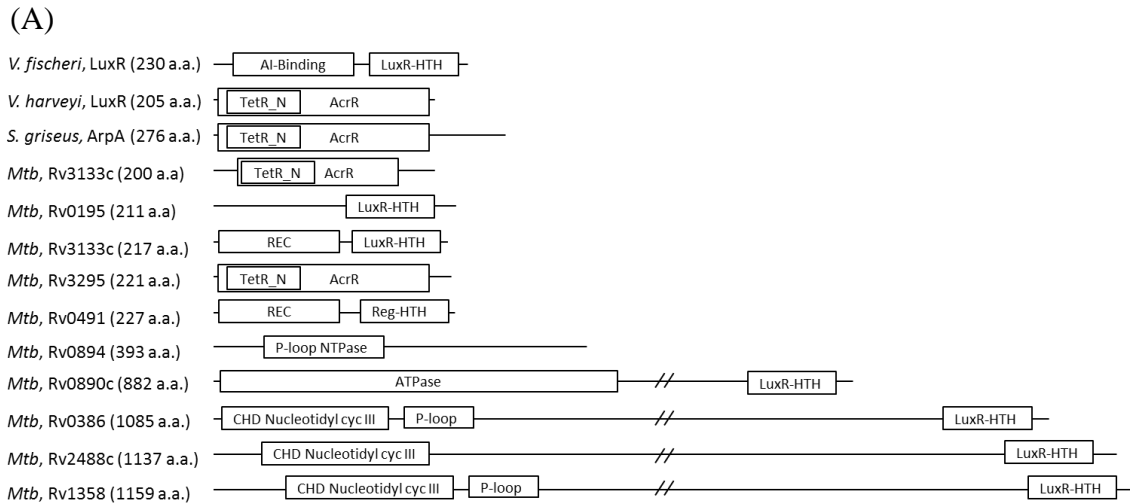 (A)
V. fischeri, LuxR (230 a.a.) AI-Binding LuxR-HTH
V. harveyi, LuxR (205 a.a.) TetR_N AcrR
S. griseus, ArpA (276 a.a.) TetR_N AcrR
Mtb, Rv3133c (200 a.a) TetR_N AcrR
Mtb, Rv0195 (211 a.a) LuxR-HTH
Mtb, Rv3133c (217 a.a.) REC LuxR-HTH
Mtb, Rv3295 (221 a.a.) TetR_N AcrR
Mtb, Rv0491 (227 a.a.) REC Reg-HTH
Mtb, Rv0894 (393 a.a.) P-loop NTPase
Mtb, Rv0890c (882 a.a.) ATPase LuxR-HTH
Mtb, Rv0386 (1085 a.a.) CHD Nucleotidyl cyc III P-loop LuxR-HTH
Mtb, Rv2488c (1137 a.a.) CHD Nucleotidyl cyc III LuxR-HTH
Mtb, Rv1358 (1159 a.a.) CHD Nucleotidyl cyc III P-loop LuxR-HTH